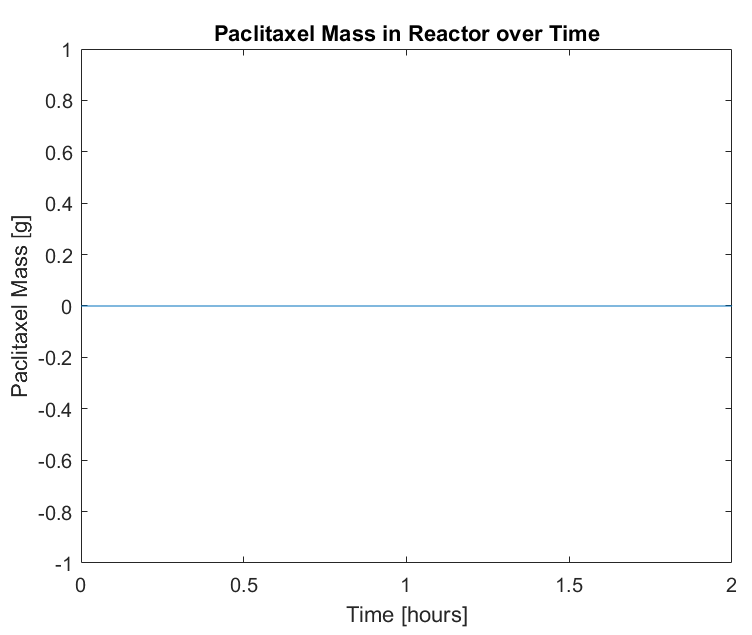 Paclitaxel Mass in Reactor over Time
1
0.8
0.6
0.4
0.2
0
-0.2
-0.4
-0.6
-0.8
-1
Paclitaxel Mass [g]
0 0.5 1 1.5 2
Time [hours]